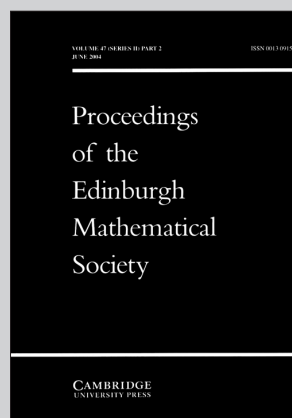 VOLUME 47 (SERIES II) PART 2
ISSN 0013 0915
JUNE 2004
Proceedings
of the
Edinburgh
Mathematical
Society
CAMBRIDGE
UNIVERSITY PRESS